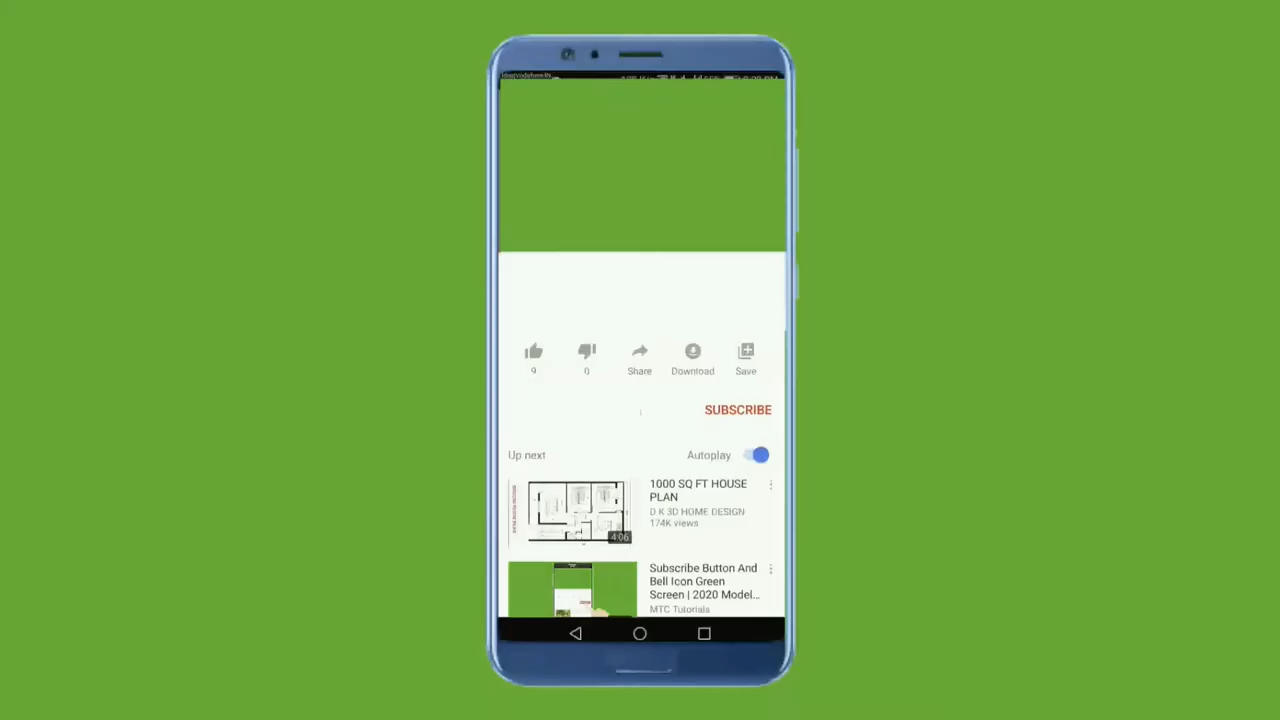 9
0
Share
Download
Save
SUBSCRIBE
Up next
Autoplay
1000 SQ FT HOUSE
PLAN
D K 3D HOME DESIGN
174K views
4:06
Subscribe Button And
Bell Icon Green
Screen | 2020 Model...
MTC Tutorials